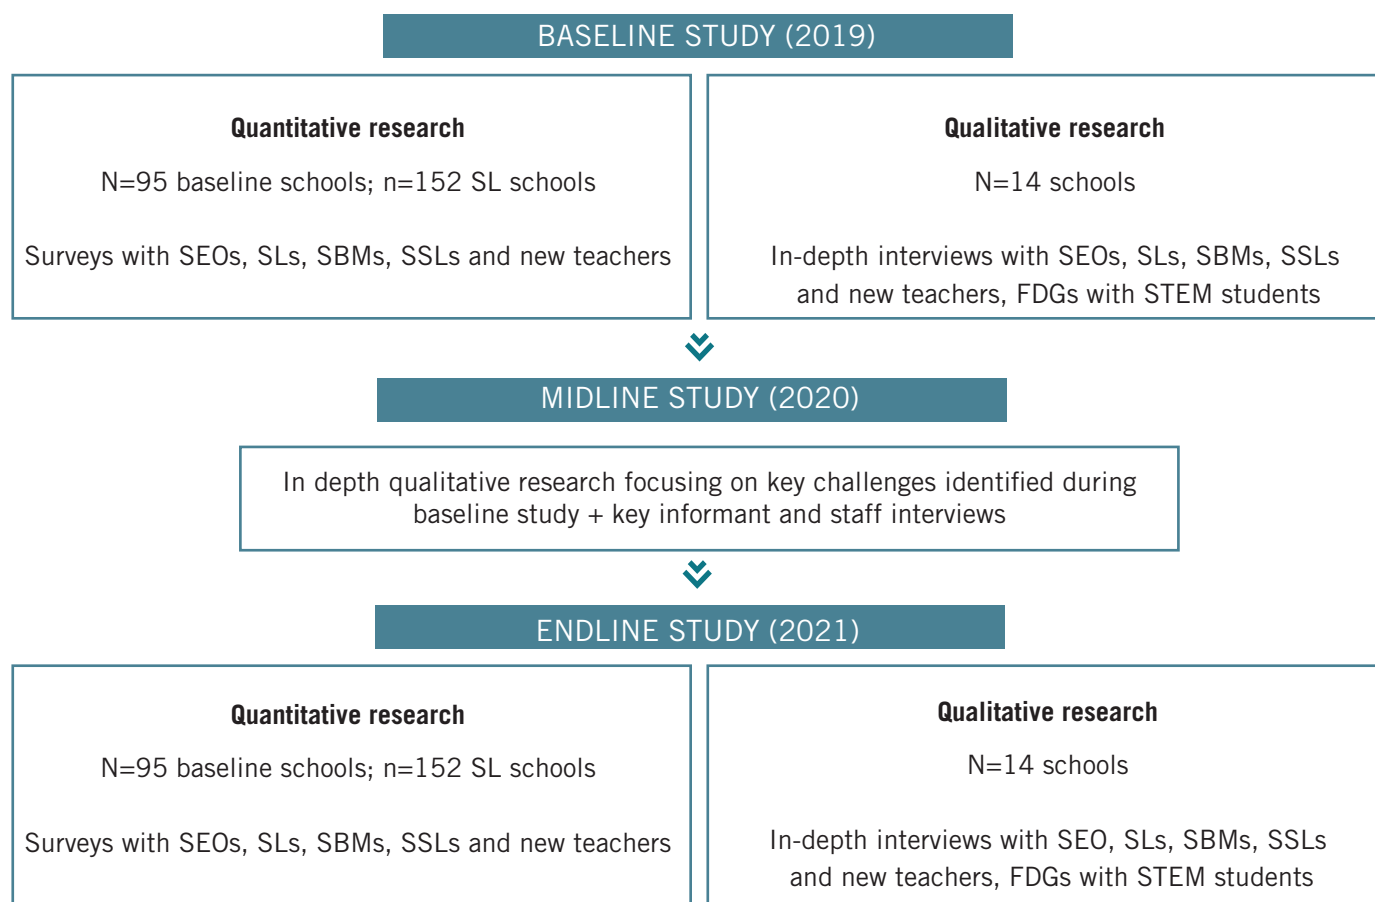 BASELINE STUDY (2019)
Quantitative research
N=95 baseline schools; n=152 SL schools
Surveys with SEOs, SLs, SBMs, SSLs and new teachers
Qualitative research
N=14 schools
In-depth interviews with SEOs, SLs, SBMs, SSLs
and new teachers, FDGs with STEM students
MIDLINE STUDY (2020)
In depth qualitative research focusing on key challenges identified during
baseline study + key informant and staff interviews
ENDLINE STUDY (2021)
Quantitative research
N=95 baseline schools; n=152 SL schools
Surveys with SEOs, SLs, SBMs, SSLs and new teachers
Qualitative research
N=14 schools
In-depth interviews with SEO, SLs, SBMs, SSLs
and new teachers, FDGs with STEM students